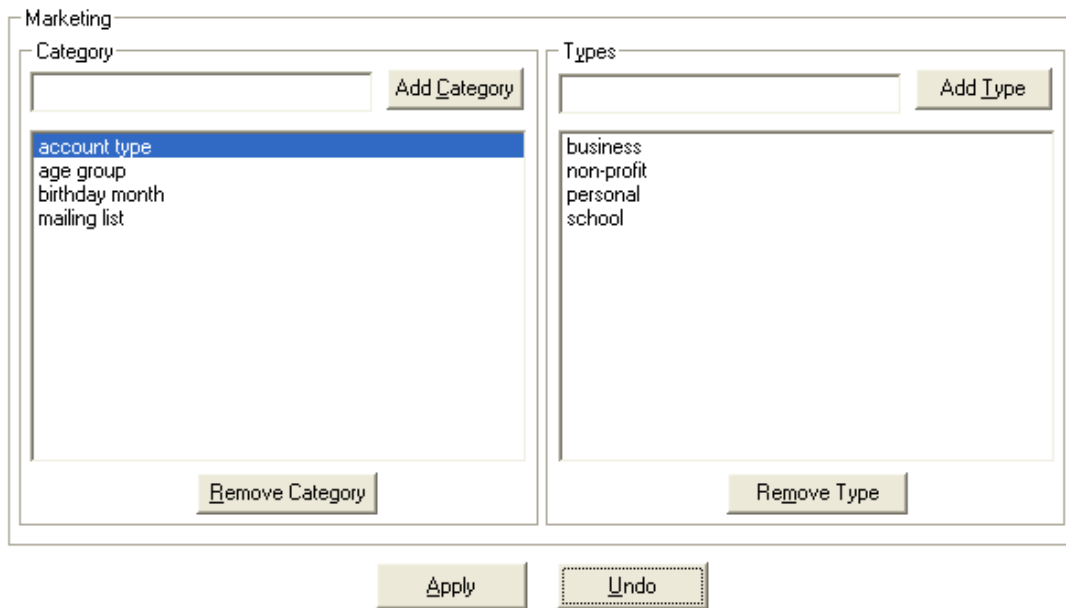 Marketing
Category
Add Category
account type
age group
birthday month
mailing list
Remove Category
Types
Add Type
business
non-profit
personal
school
Remove Type
Apply
Undo